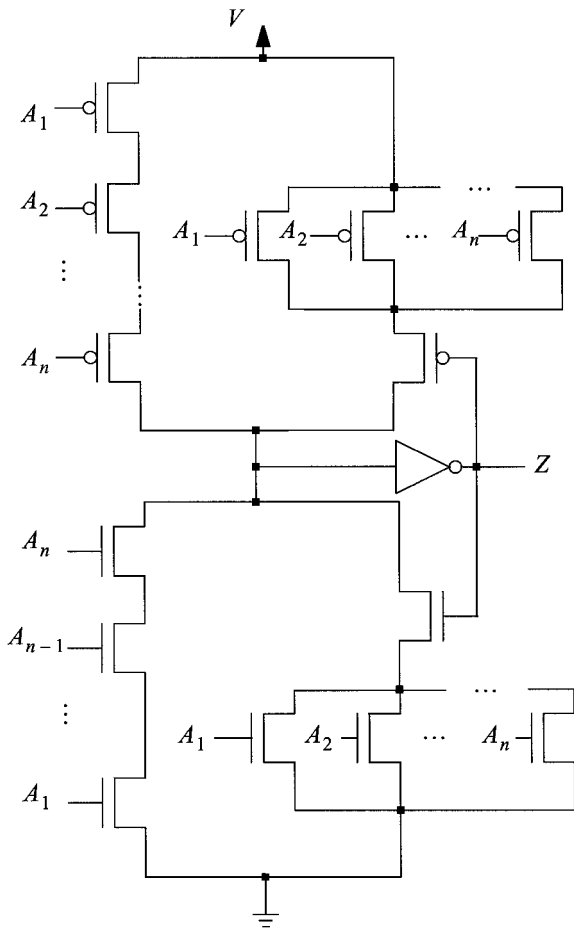 V
A₁
A₂
...
A₁ A₂ ... Aₙ
⋮
...
Aₙ
Z
Aₙ
Aₙ₋₁
...
⋮
A₁ A₂ ... Aₙ
A₁